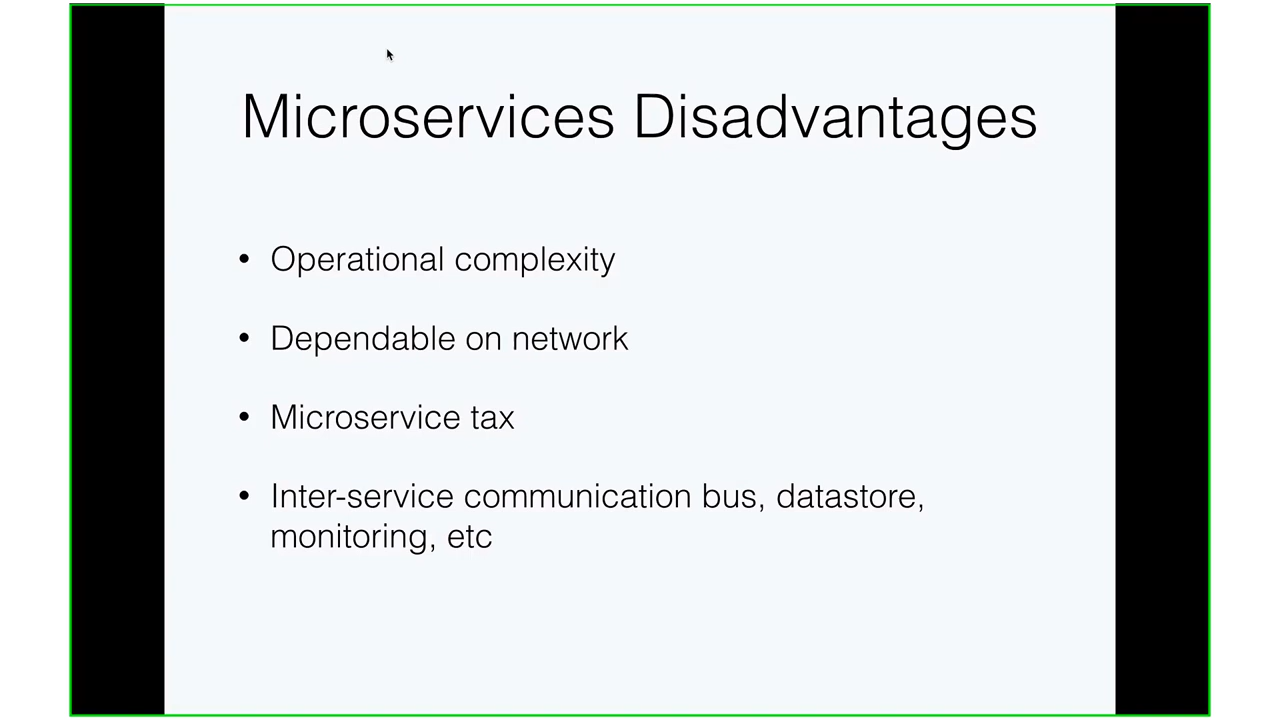 Microservices Disadvantages
• Operational complexity
• Dependable on network
• Microservice tax
• Inter-service communication bus, datastore,
monitoring, etc